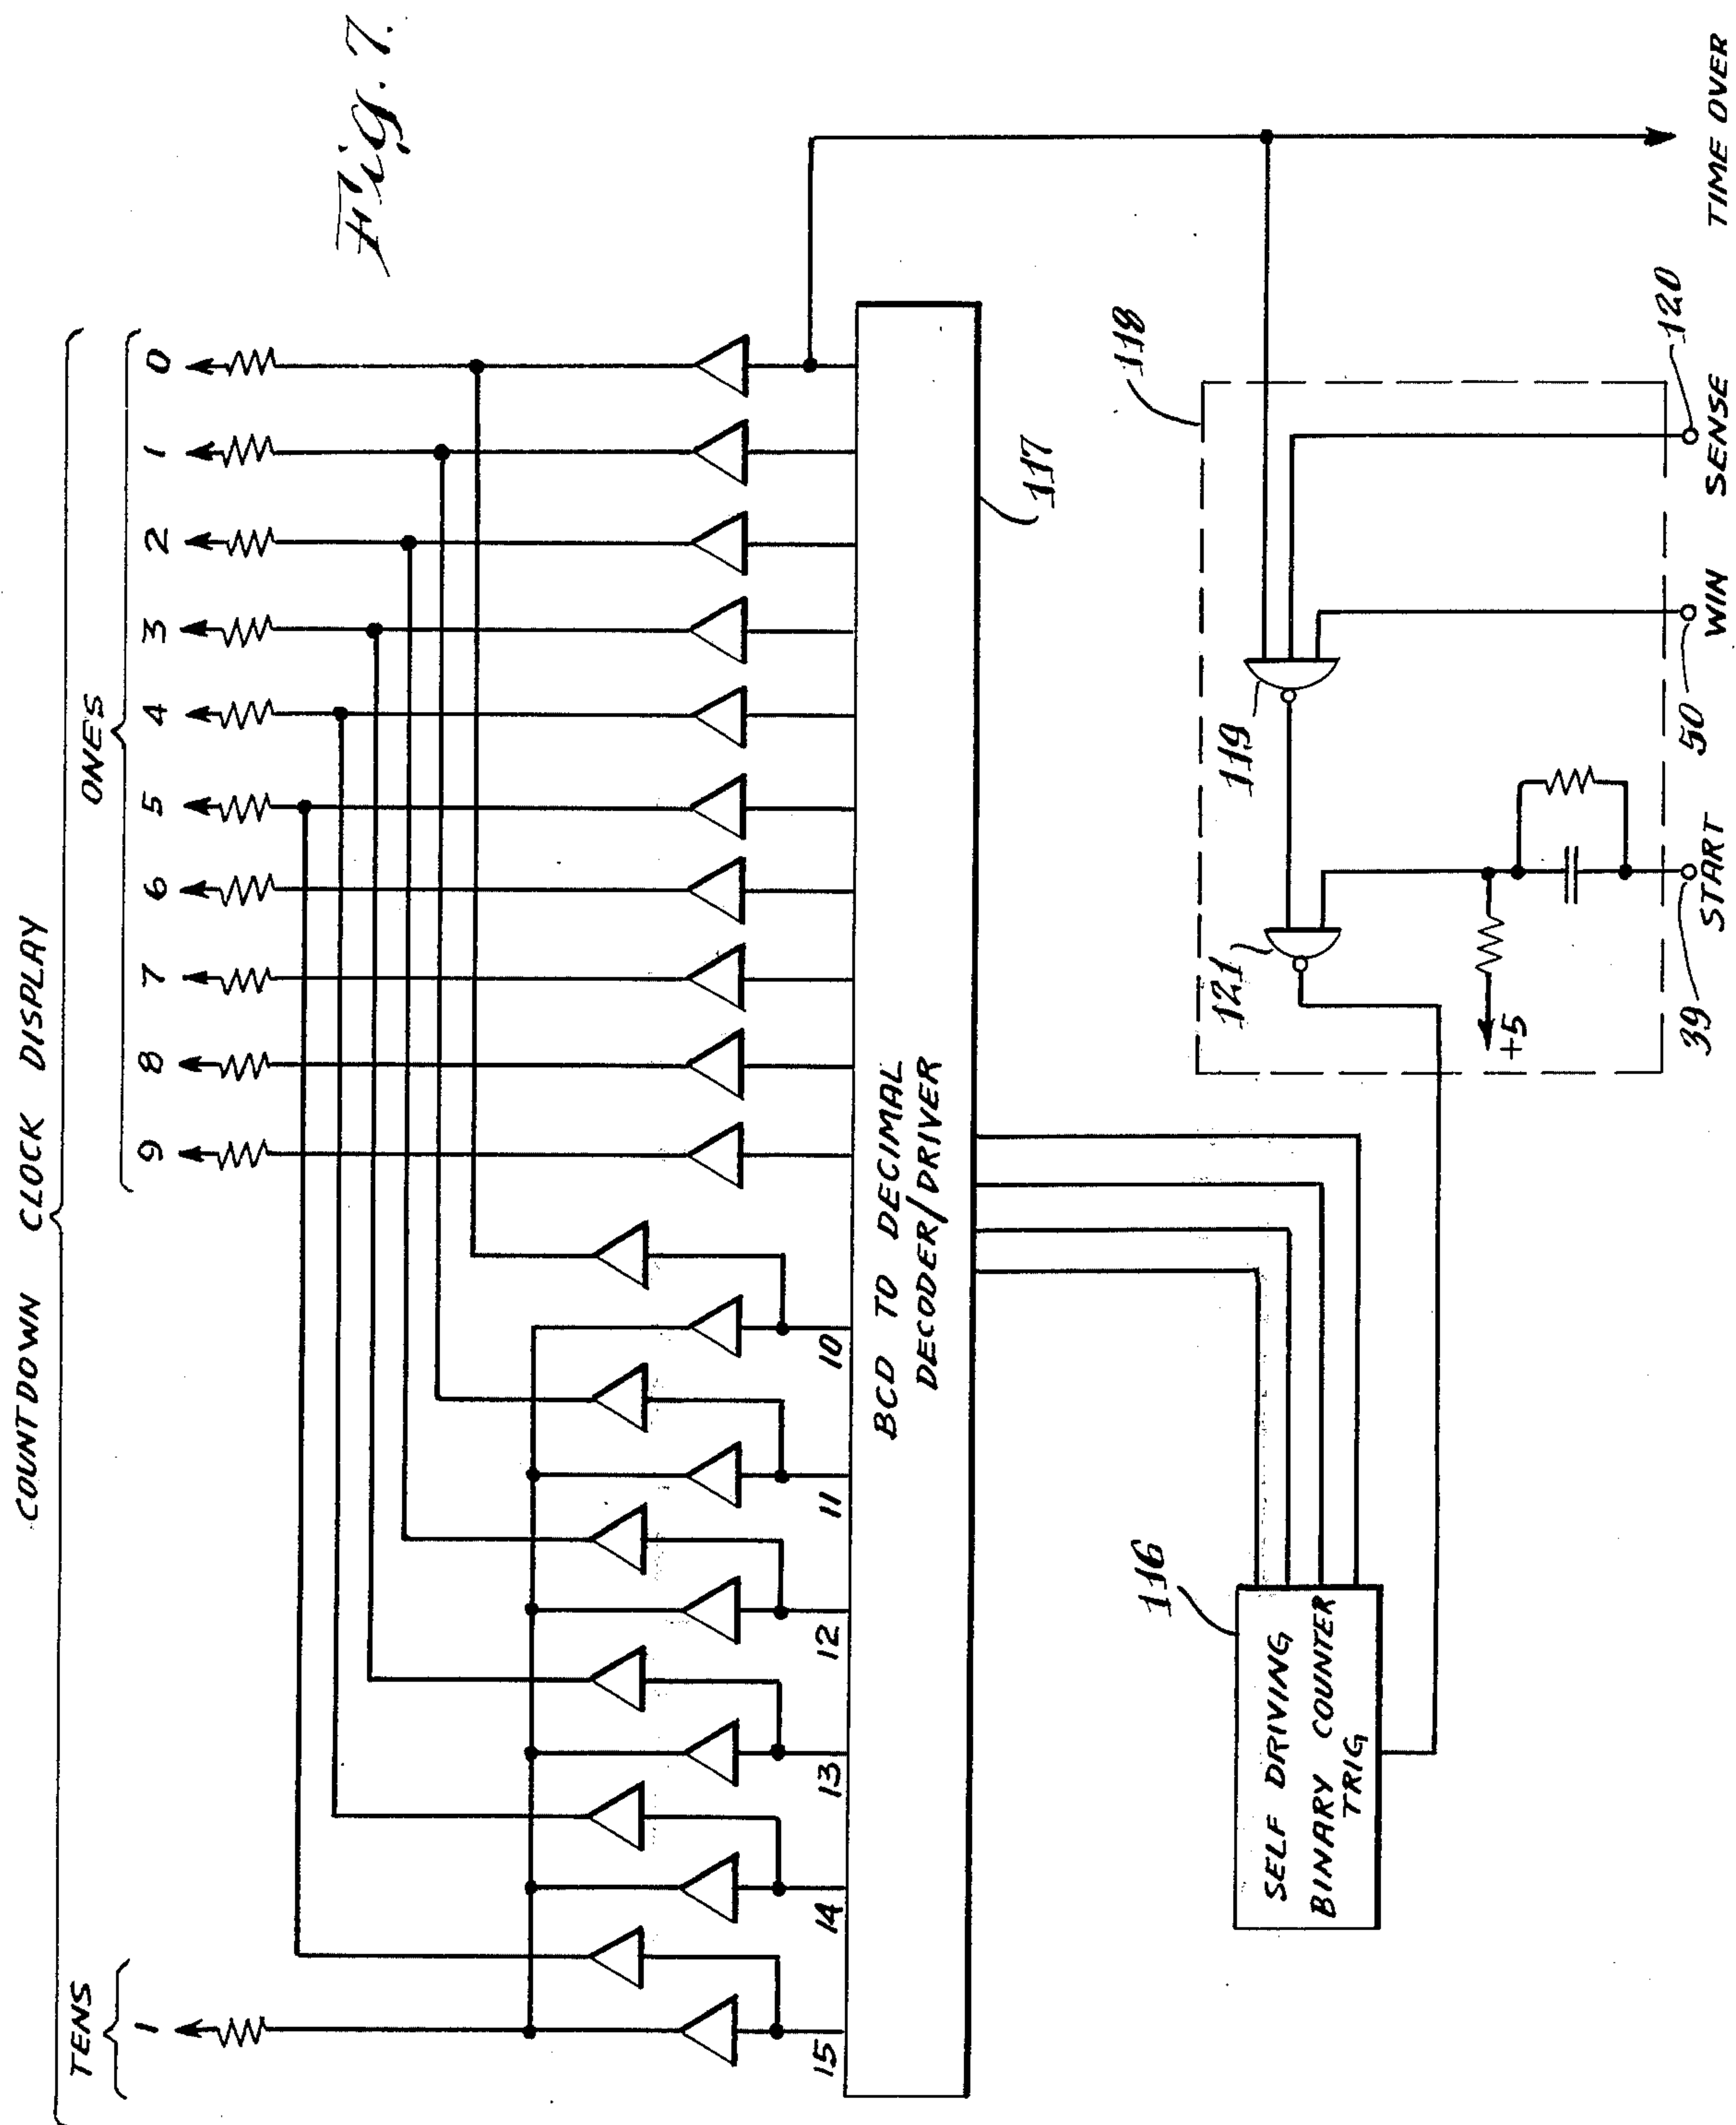 Fig. 7.
COUNTDOWN CLOCK DISPLAY
TENS
ONES
1
9 8 7 6 5 4 3 2 1 0
15 14 13 12 11 10
BCD TO DECIMAL
DECODER/DRIVER
117
116
SELF DRIVING
BINARY COUNTER
TRIG
118
119
121
+5
39
50
120
START
WIN
SENSE
TIME OVER